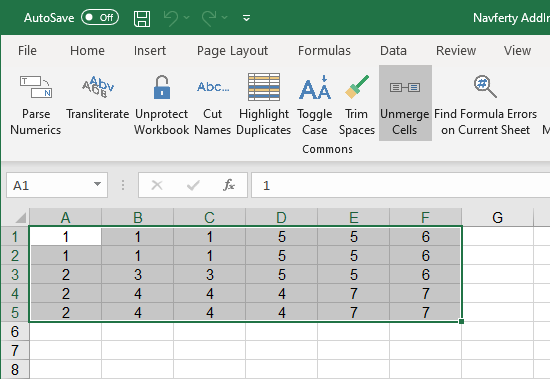 AutoSave Off Navferty AddIn
File Home Insert Page Layout Formulas Data Review View
Parse Numerics
Transliterate
Unprotect Workbook
Abc... Cut Names
Highlight Duplicates
Toggle Case
Trim Spaces
Unmerge Cells
Find Formula Errors on Current Sheet
Commons
A1 fx 1
A B C D E F G
1 1 1 1 5 5 6
2 1 1 1 5 5 6
3 2 3 3 5 5 6
4 2 4 4 4 7 7
5 2 4 4 4 7 7
6
7
8